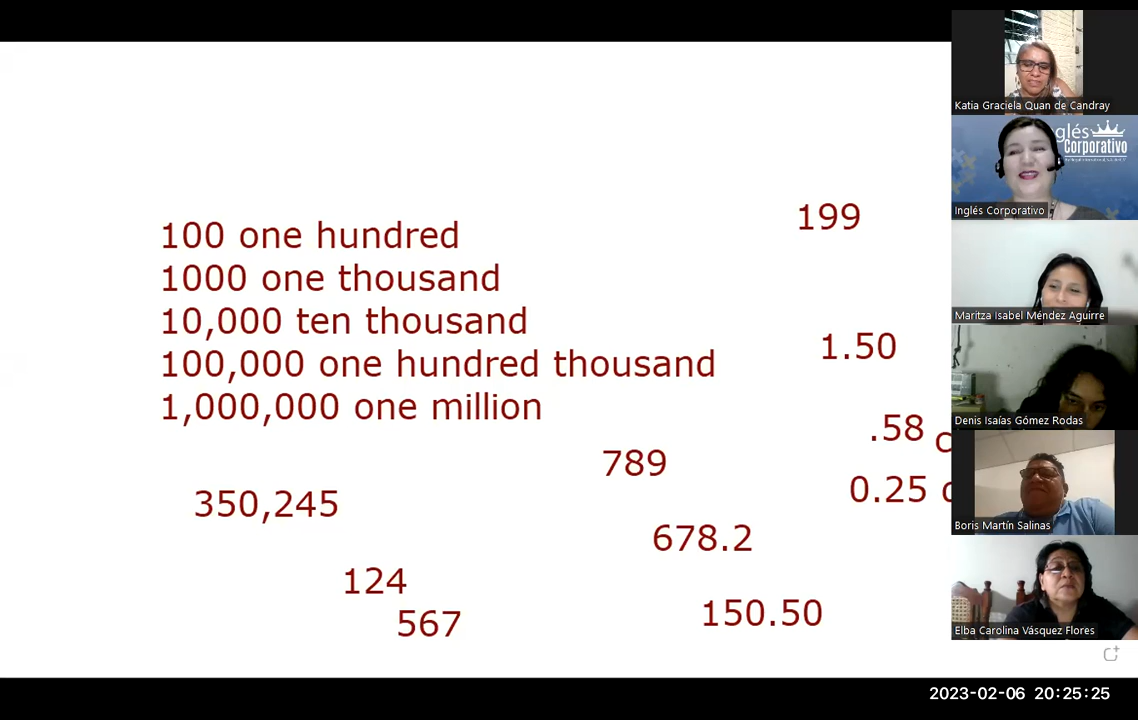 100 one hundred
1000 one thousand
10,000 ten thousand
100,000 one hundred thousand
1,000,000 one million
199
1.50
.58 c
789
0.25
350,245
678.2
124
567
150.50
Katia Graciela Quan de Candray
glés
Corporativo
Inglés Corporativo
Maritza Isabel Méndez Aguirre
Denis Isaías Gómez Rodas
Boris Martín Salinas
Elba Carolina Vásquez Flores
2023-02-06 20:25:25